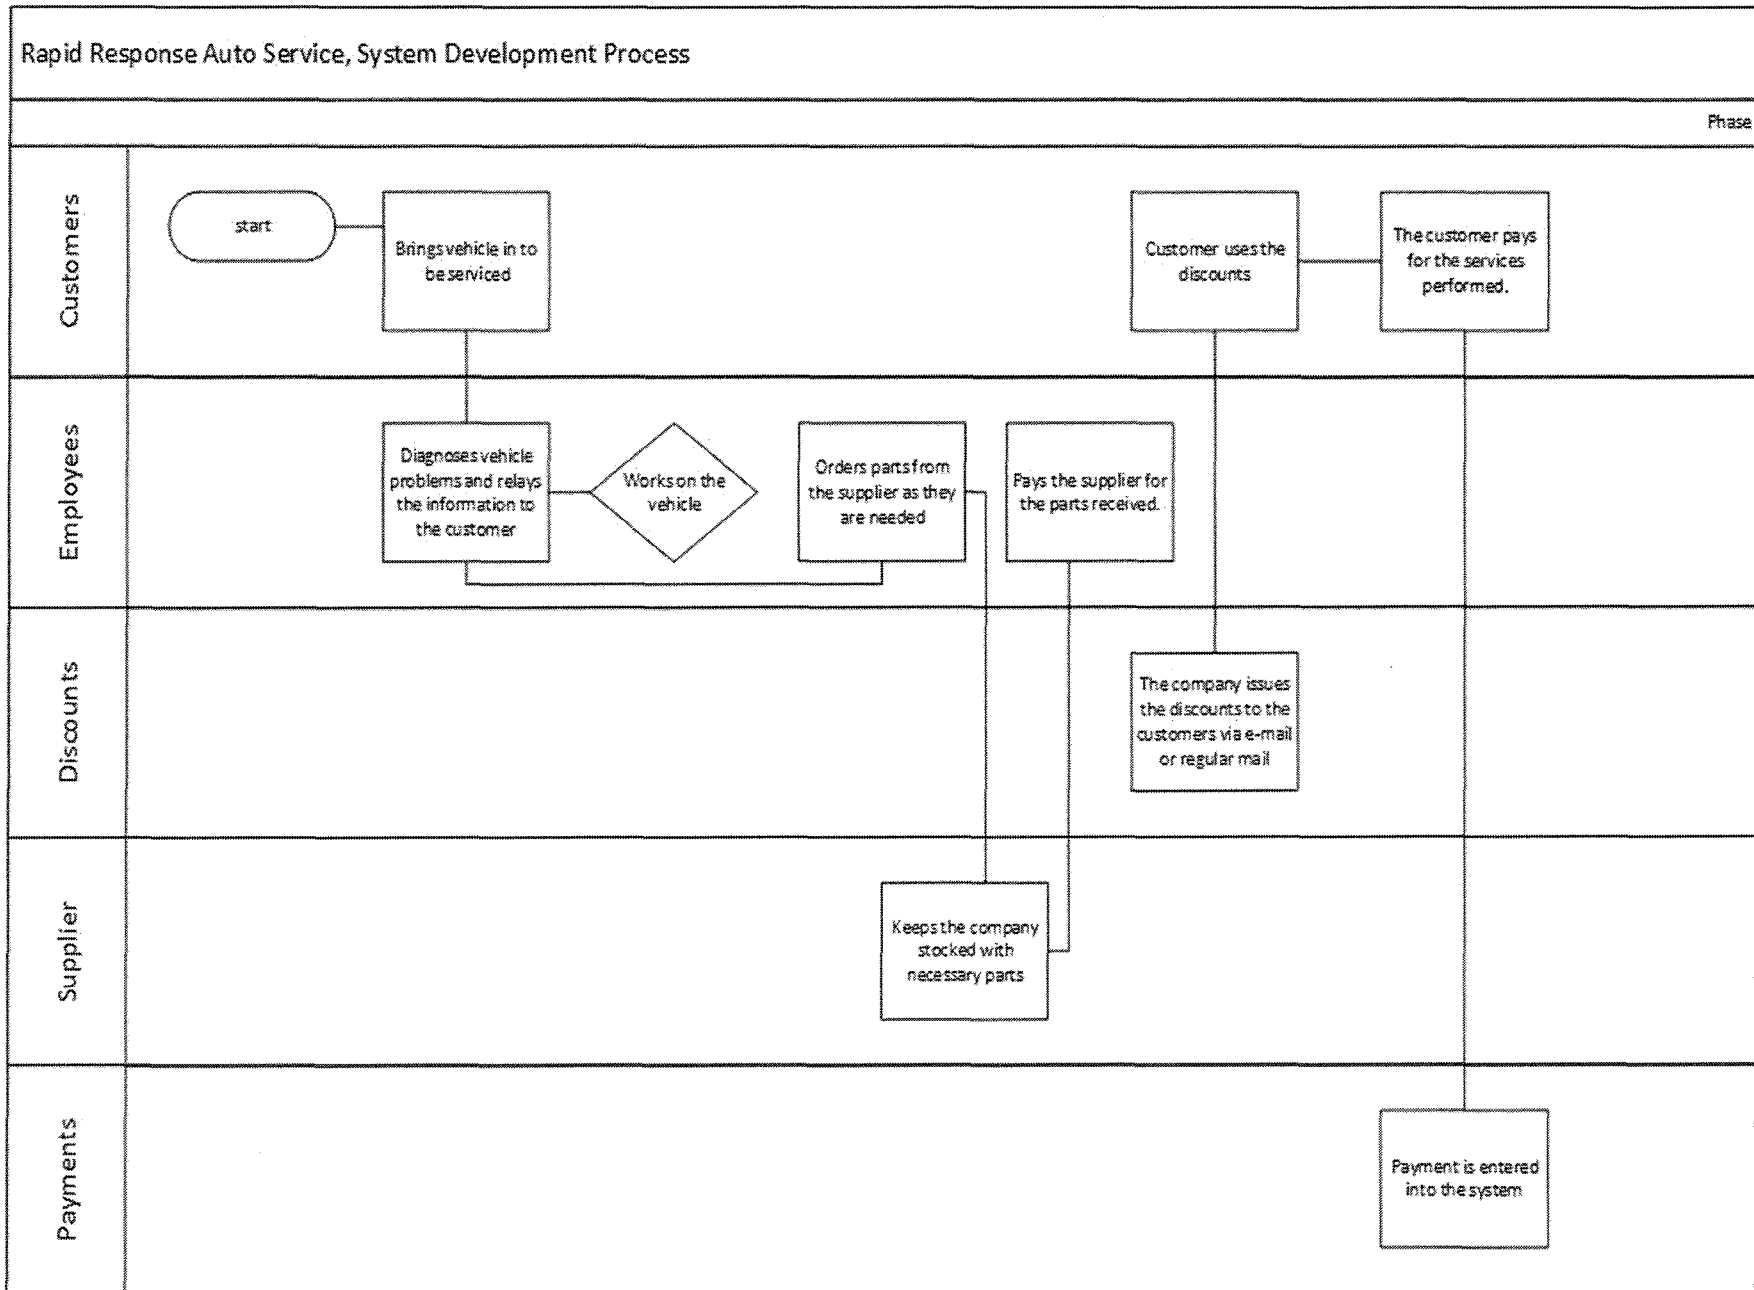 Rapid Response Auto Service, System Development Process
Phase
Customers
start
Brings vehicle in to
be serviced
Customer uses the
discounts
The customer pays
for the services
performed.
Employees
Diagnoses vehicle
problems and relays
the information to
the customer
Works on the
vehicle
Orders parts from
the supplier as they
are needed
Pays the supplier for
the parts received.
Discounts
The company issues
the discounts to the
customers via e-mail
or regular mail
Supplier
Keeps the company
stocked with
necessary parts
Payments
Payment is entered
into the system